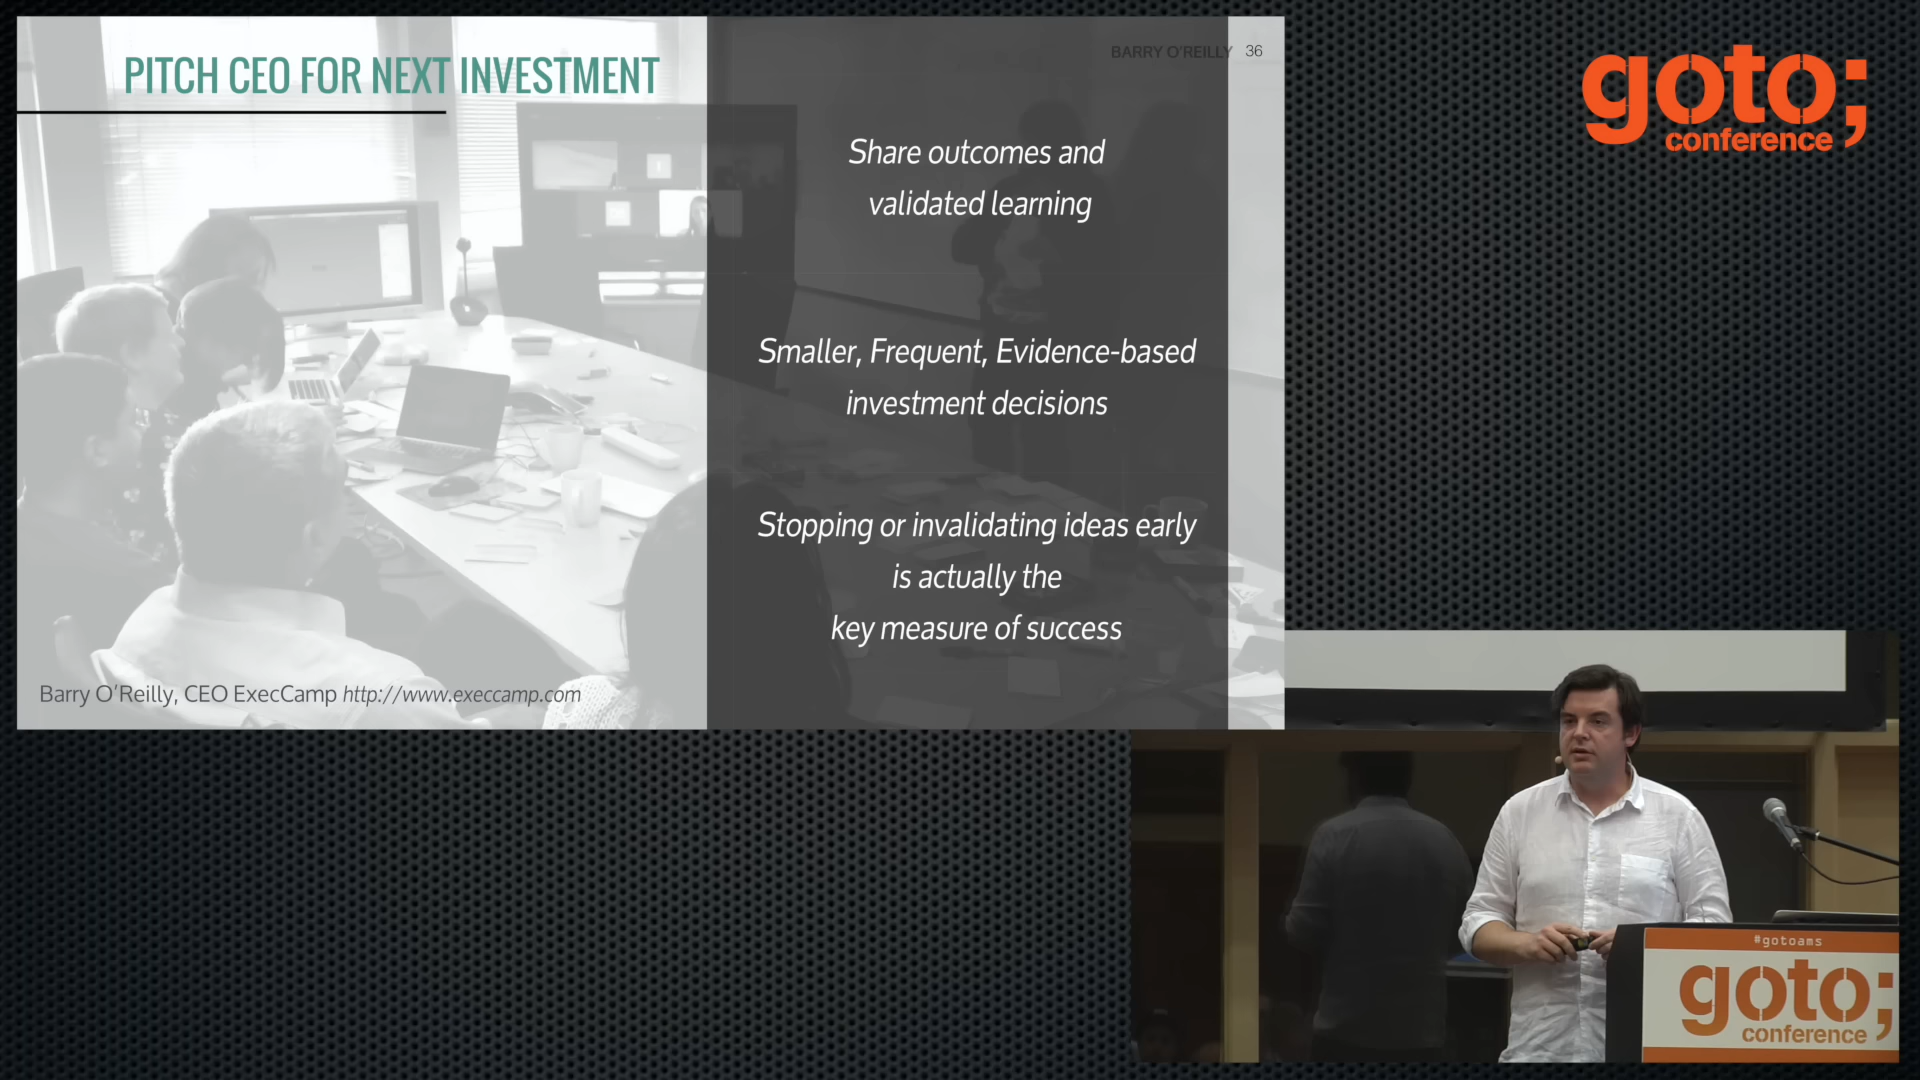 PITCH CEO FOR NEXT INVESTMENT
BARRY O'REILLY 36
Share outcomes and
validated learning
Smaller, Frequent, Evidence-based
investment decisions
Stopping or invalidating ideas early
is actually the
key measure of success
Barry O'Reilly, CEO ExecCamp http://www.execcamp.com
goto;
conference
#gotoams
goto;
conference